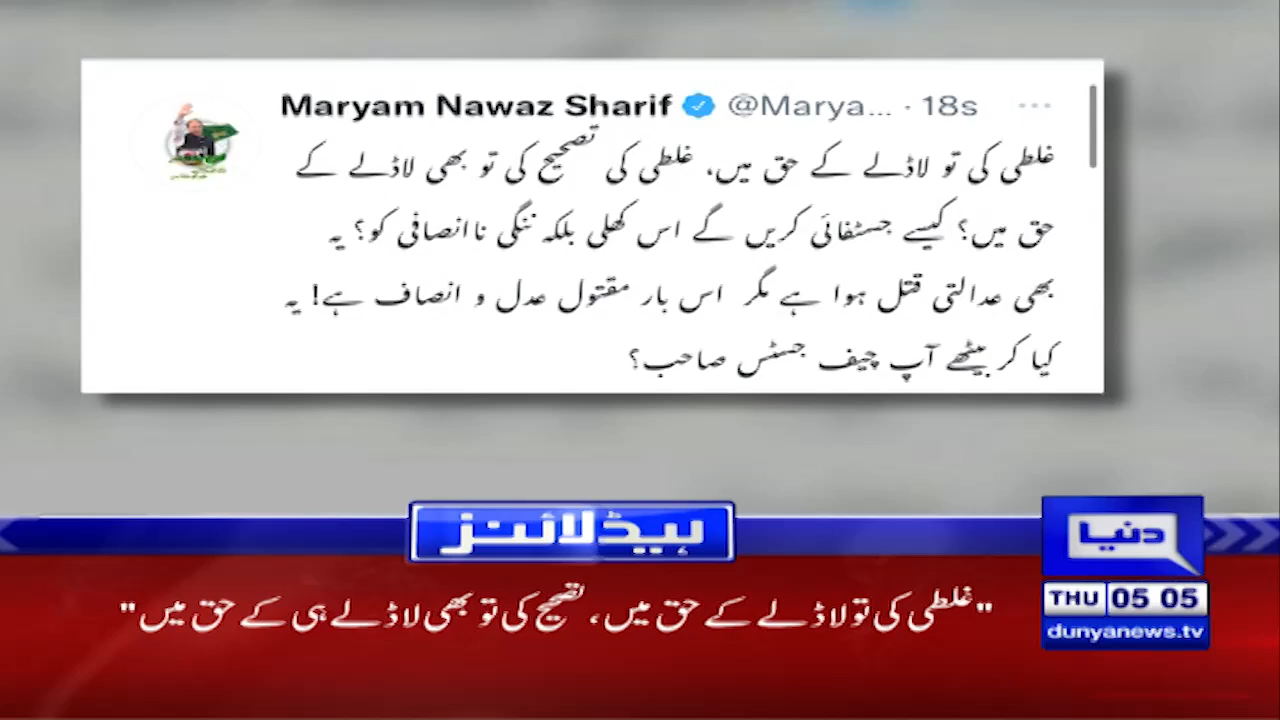 Maryam Nawaz Sharif @Marya... · 18s
غلطی کی تو لاڈلے کے حق میں، غلطی کی تصحیح کی تو بھی لاڈلے کے
حق میں؟ کیسے جسٹفائی کریں گے اس کھلی بلکہ ننگی ناانصافی کو؟ یہ
بھی عدالتی قتل ہوا ہے مگر اس بار مقتول عدل و انصاف ہے! یہ
کیا کر بیٹھے آپ چیف جسٹس صاحب؟
ہیڈلائنز
دنیا
THU 05 05
dunyanews.tv
"غلطی کی تو لاڈلے کے حق میں، تصحیح کی تو بھی لاڈلے ہی کے حق میں"